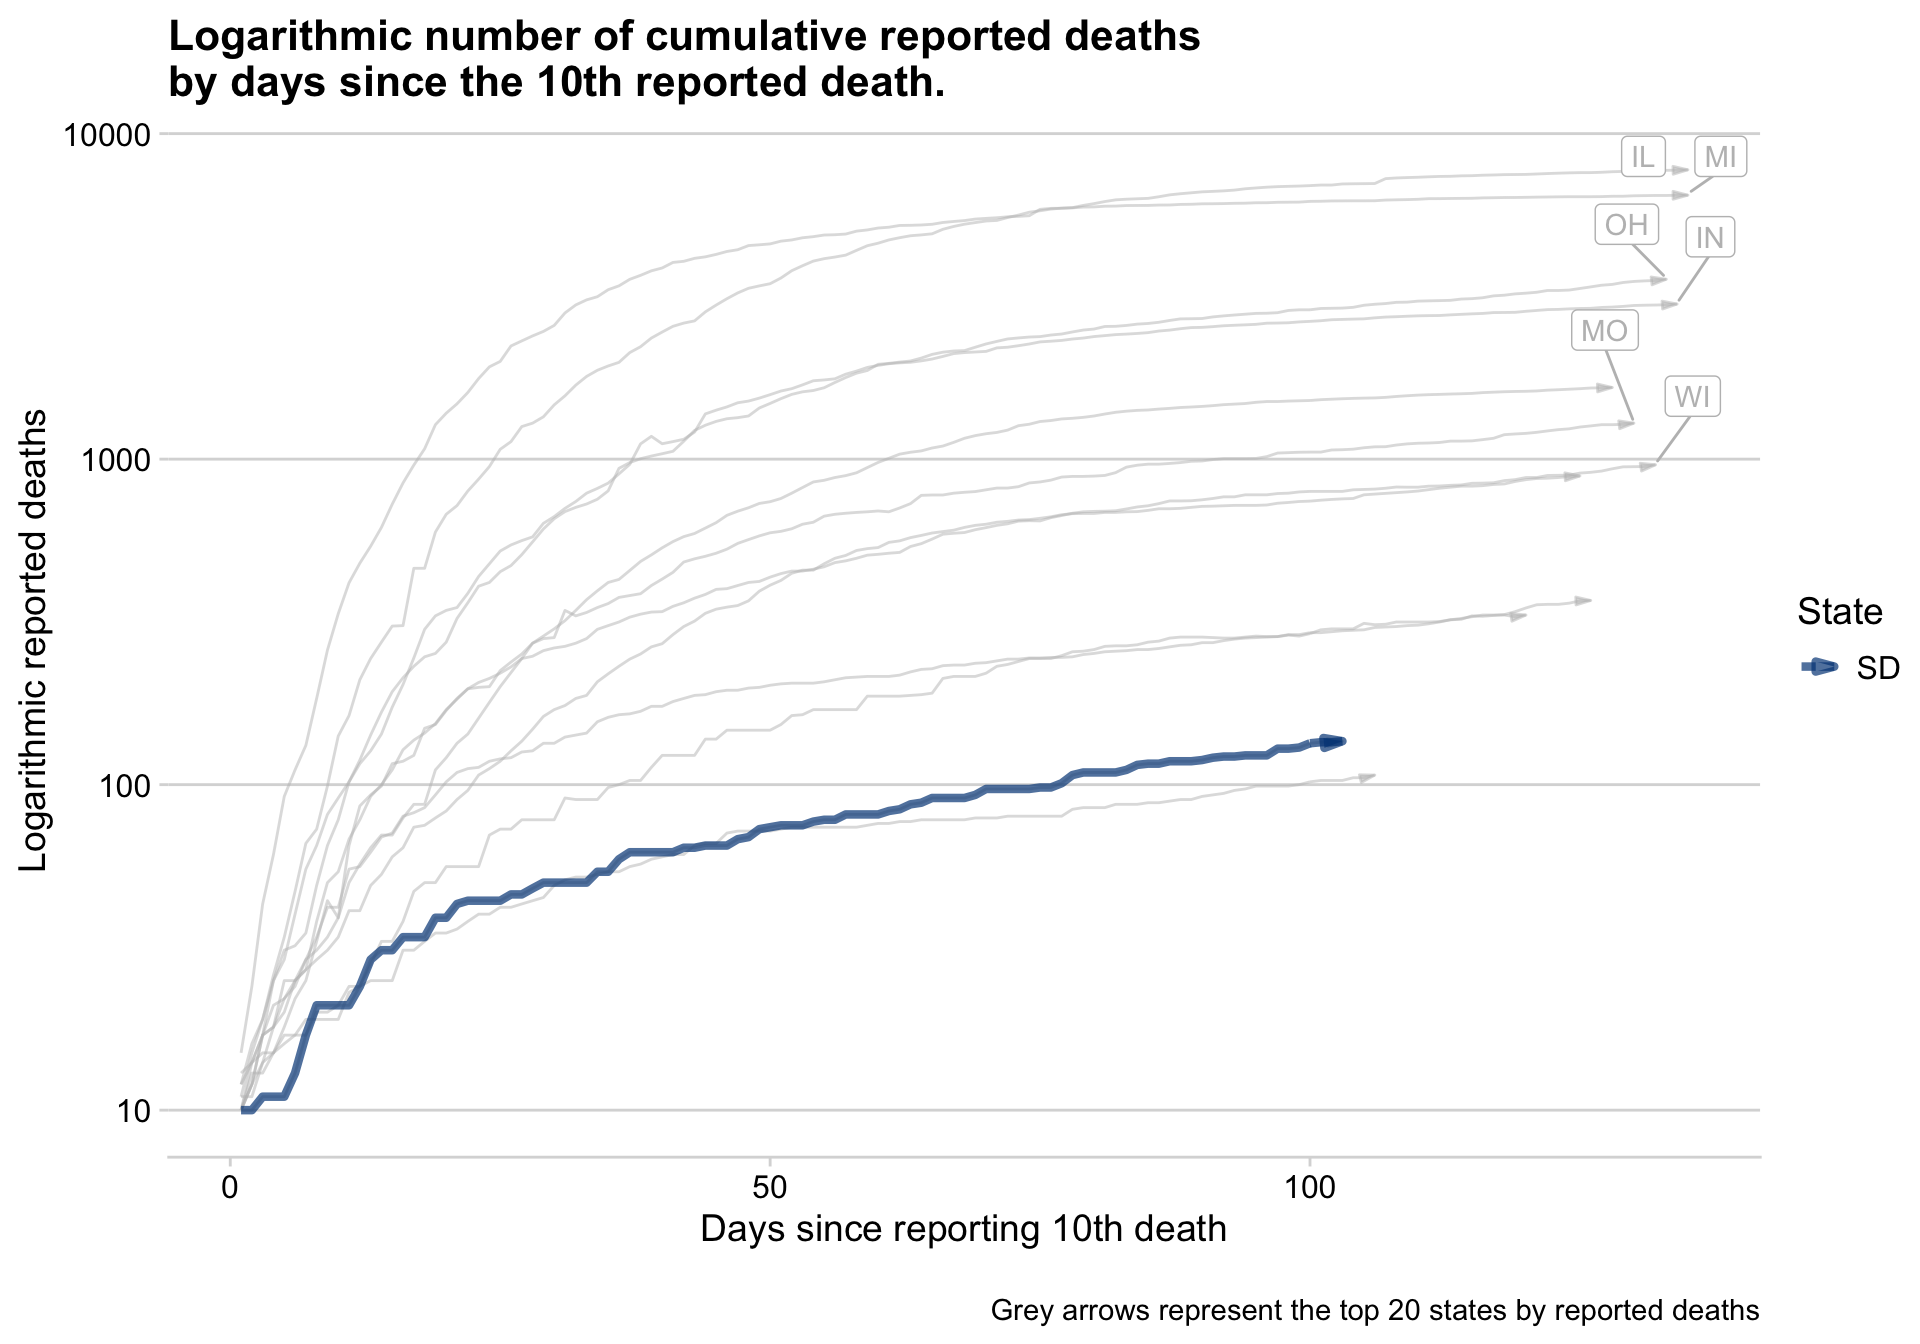 Logarithmic number of cumulative reported deaths
by days since the 10th reported death.
10000
1000
100
10
Logarithmic reported deaths
IL
MI
OH
IN
MO
WI
State
SD
0
50
100
Days since reporting 10th death
Grey arrows represent the top 20 states by reported deaths